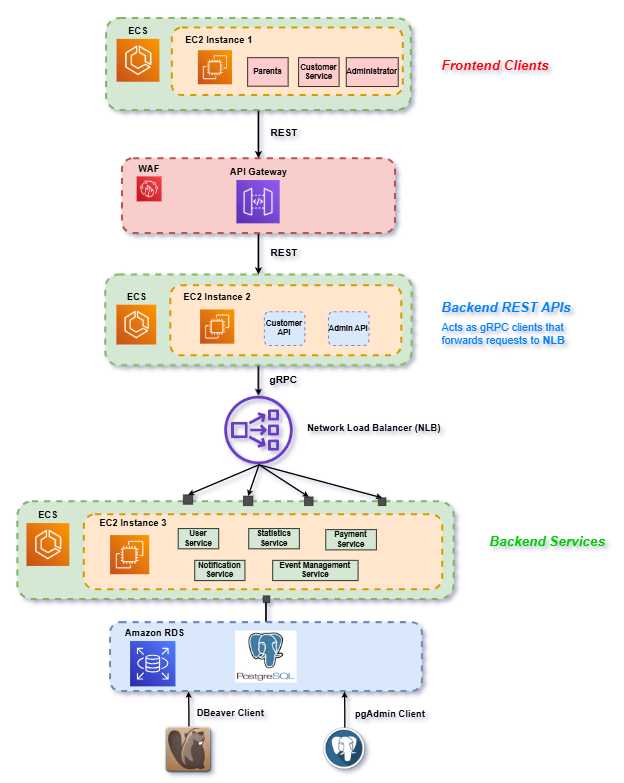 ECS
EC2 Instance 1
Parents
Customer
Service
Administrator
Frontend Clients
REST
WAF
API Gateway
REST
ECS
EC2 Instance 2
Customer
API
Admin API
Backend REST APIs
Acts as gRPC clients that
forwards requests to NLB
gRPC
Network Load Balancer (NLB)
ECS
EC2 Instance 3
User
Service
Statistics
Service
Payment
Service
Notification
Service
Event Management
Service
Backend Services
Amazon RDS
PostgreSQL
DBeaver Client
pgAdmin Client